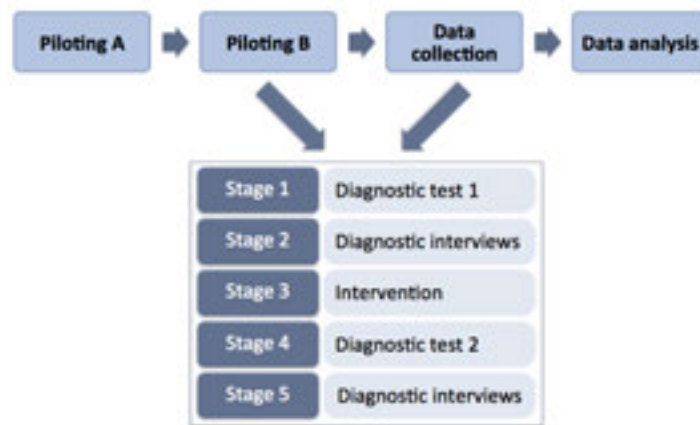 Piloting A
Piloting B
Data
collection
Data analysis
Stage 1 Diagnostic test 1
Stage 2 Diagnostic interviews
Stage 3 Intervention
Stage 4 Diagnostic test 2
Stage 5 Diagnostic interviews